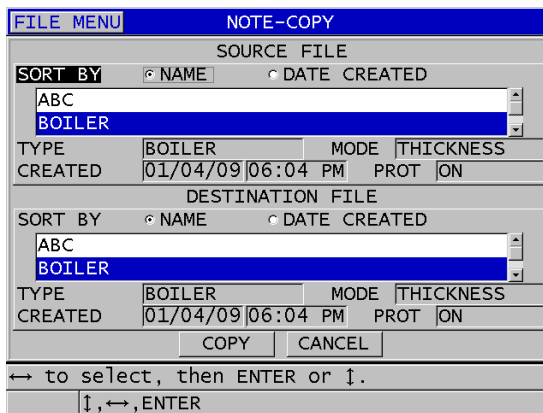 FILE MENU NOTE-COPY
SOURCE FILE
SORT BY NAME DATE CREATED
ABC
BOILER
TYPE BOILER MODE THICKNESS
CREATED 01/04/09 06:04 PM PROT ON
DESTINATION FILE
SORT BY NAME DATE CREATED
ABC
BOILER
TYPE BOILER MODE THICKNESS
CREATED 01/04/09 06:04 PM PROT ON
COPY CANCEL
↔ to select, then ENTER or ↕.
↕,↔,ENTER